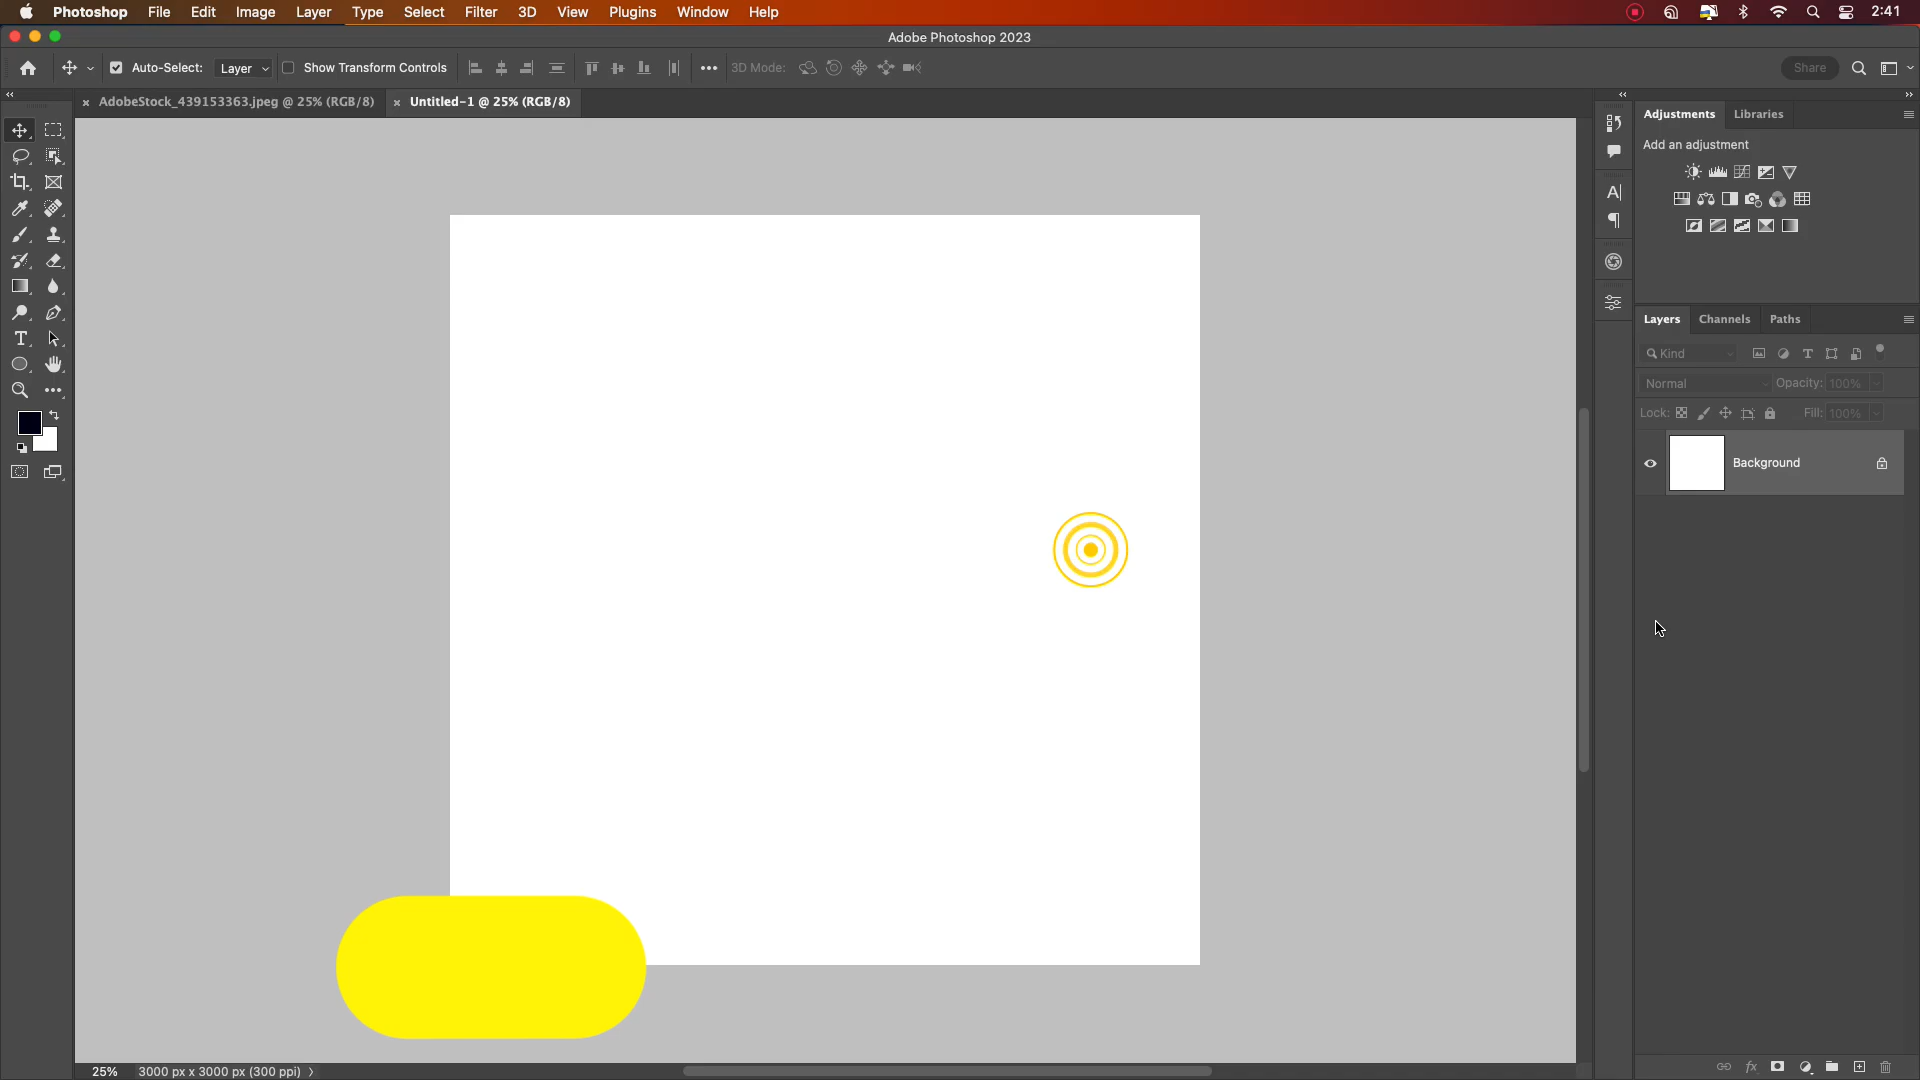 Photoshop File Edit Image Layer Type Select Filter 3D View Plugins Window Help 2:41
Adobe Photoshop 2023
Auto-Select: Layer Show Transform Controls 3D Mode: Share
AdobeStock_439153363.jpeg @ 25% (RGB/8) Untitled-1 @ 25% (RGB/8)
Adjustments Libraries
Add an adjustment
Layers Channels Paths
Kind
Normal Opacity: 100%
Lock: Fill: 100%
Background
25% 3000 px x 3000 px (300 ppi)